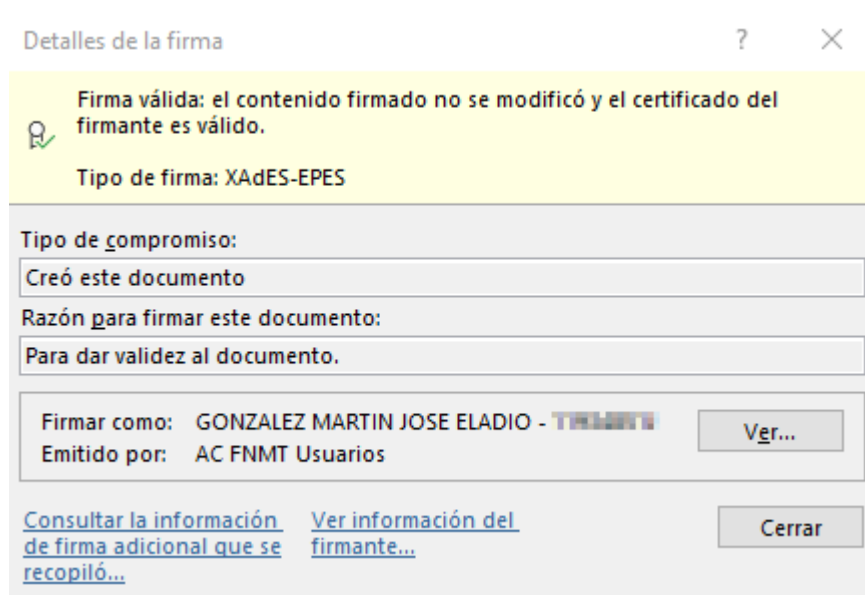 Detalles de la firma ?
Firma válida: el contenido firmado no se modificó y el certificado del
firmante es válido.
Tipo de firma: XAdES-EPES
Tipo de compromiso:
Creó este documento
Razón para firmar este documento:
Para dar validez al documento.
Firmar como: GONZALEZ MARTIN JOSE ELADIO -
Ver...
Emitido por: AC FNMT Usuarios
Consultar la información
de firma adicional que se
recopiló...
Ver información del
firmante...
Cerrar